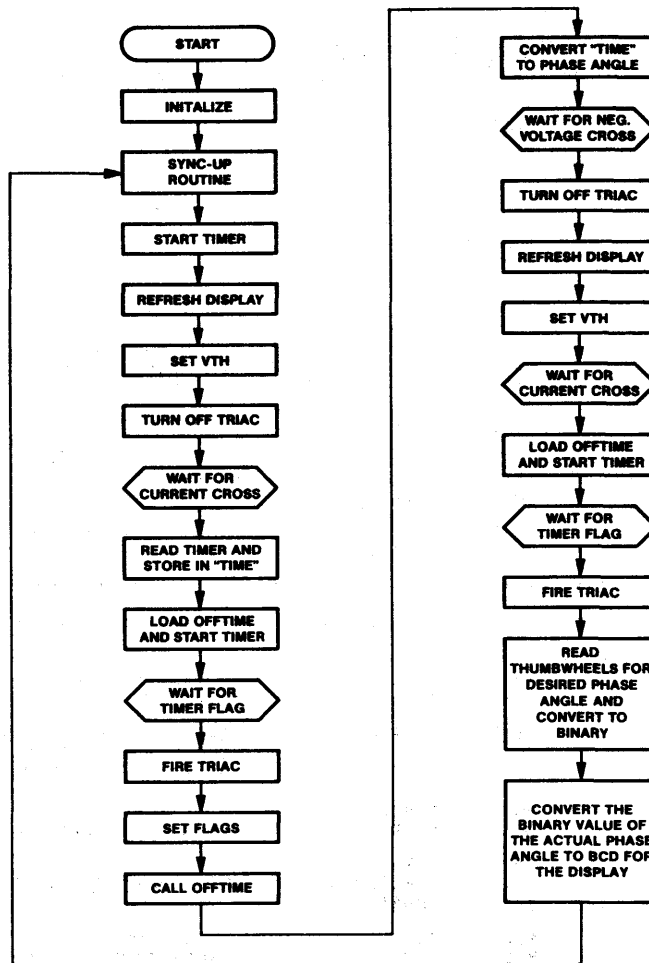 START
INITALIZE
SYNC-UP
ROUTINE
START TIMER
REFRESH DISPLAY
SET VTH
TURN OFF TRIAC
WAIT FOR
CURRENT CROSS
READ TIMER AND
STORE IN "TIME"
LOAD OFFTIME
AND START TIMER
WAIT FOR
TIMER FLAG
FIRE TRIAC
SET FLAGS
CALL OFFTIME
CONVERT "TIME"
TO PHASE ANGLE
WAIT FOR NEG.
VOLTAGE CROSS
TURN OFF TRIAC
REFRESH DISPLAY
SET VTH
WAIT FOR
CURRENT CROSS
LOAD OFFTIME
AND START TIMER
WAIT FOR
TIMER FLAG
FIRE TRIAC
READ
THUMBWHEELS FOR
DESIRED PHASE
ANGLE AND
CONVERT TO
BINARY
CONVERT THE
BINARY VALUE OF
THE ACTUAL PHASE
ANGLE TO BCD FOR
THE DISPLAY